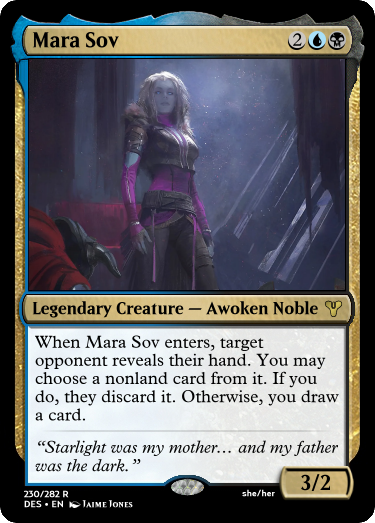 Mara Sov 2
Legendary Creature — Awoken Noble
When Mara Sov enters, target
opponent reveals their hand. You may
choose a nonland card from it. If you
do, they discard it. Otherwise, you draw
a card.
“Starlight was my mother… and my father
was the dark.”
3/2
230/282 R
DES • EN Jaime Jones
she/her